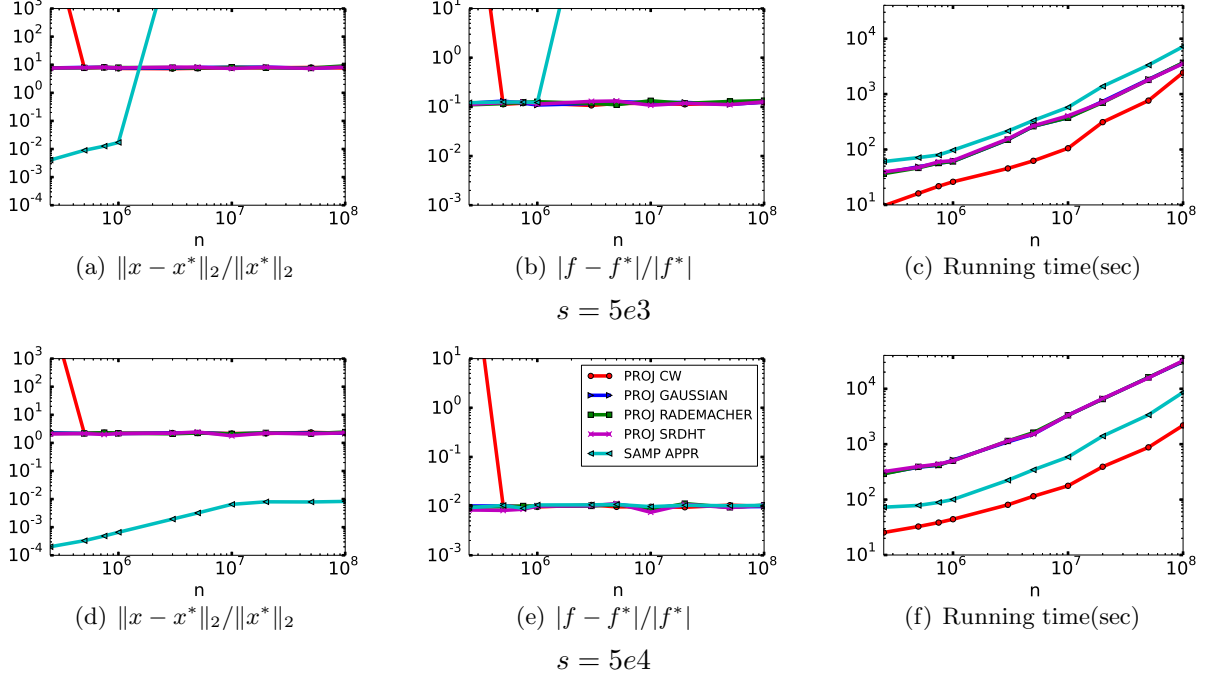 10^3
10^2
10^1
10^0
10^-1
10^-2
10^-3
10^-4
10^6
10^7
10^8
n
(a) ‖x − x*‖₂/‖x*‖₂
10^1
10^0
10^-1
10^-2
10^-3
10^6
10^7
10^8
n
(b) |f − f*|/|f*|
10^4
10^3
10^2
10^1
10^6
10^7
10^8
n
(c) Running time(sec)
s = 5e3
10^3
10^2
10^1
10^0
10^-1
10^-2
10^-3
10^-4
10^6
10^7
10^8
n
(d) ‖x − x*‖₂/‖x*‖₂
10^1
10^0
10^-1
10^-2
10^-3
PROJ CW
PROJ GAUSSIAN
PROJ RADEMACHER
PROJ SRDHT
SAMP APPR
10^6
10^7
10^8
n
(e) |f − f*|/|f*|
10^4
10^3
10^2
10^1
10^6
10^7
10^8
n
(f) Running time(sec)
s = 5e4